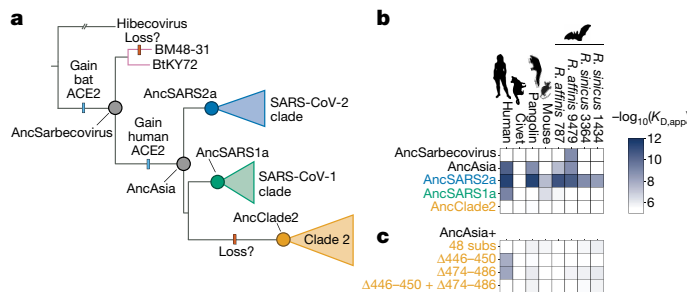 a
Hibecovirus
Loss?
BM48-31
BtKY72
Gain
bat
ACE2
AncSARS2a
SARS-CoV-2
clade
AncSarbecovirus
Gain
human
ACE2
AncSARS1a
SARS-CoV-1
clade
AncAsia
AncClade2
Clade 2
Loss?
b
Human
Civet
Pangolin
Mouse
R. affinis 787
R. affinis 9479
R. sinicus 3364
R. sinicus 1434
−log10(KD,app)
12
10
8
6
AncSarbecovirus
AncAsia
AncSARS2a
AncSARS1a
AncClade2
c
AncAsia+
48 subs
Δ446–450
Δ474–486
Δ446–450 + Δ474–486